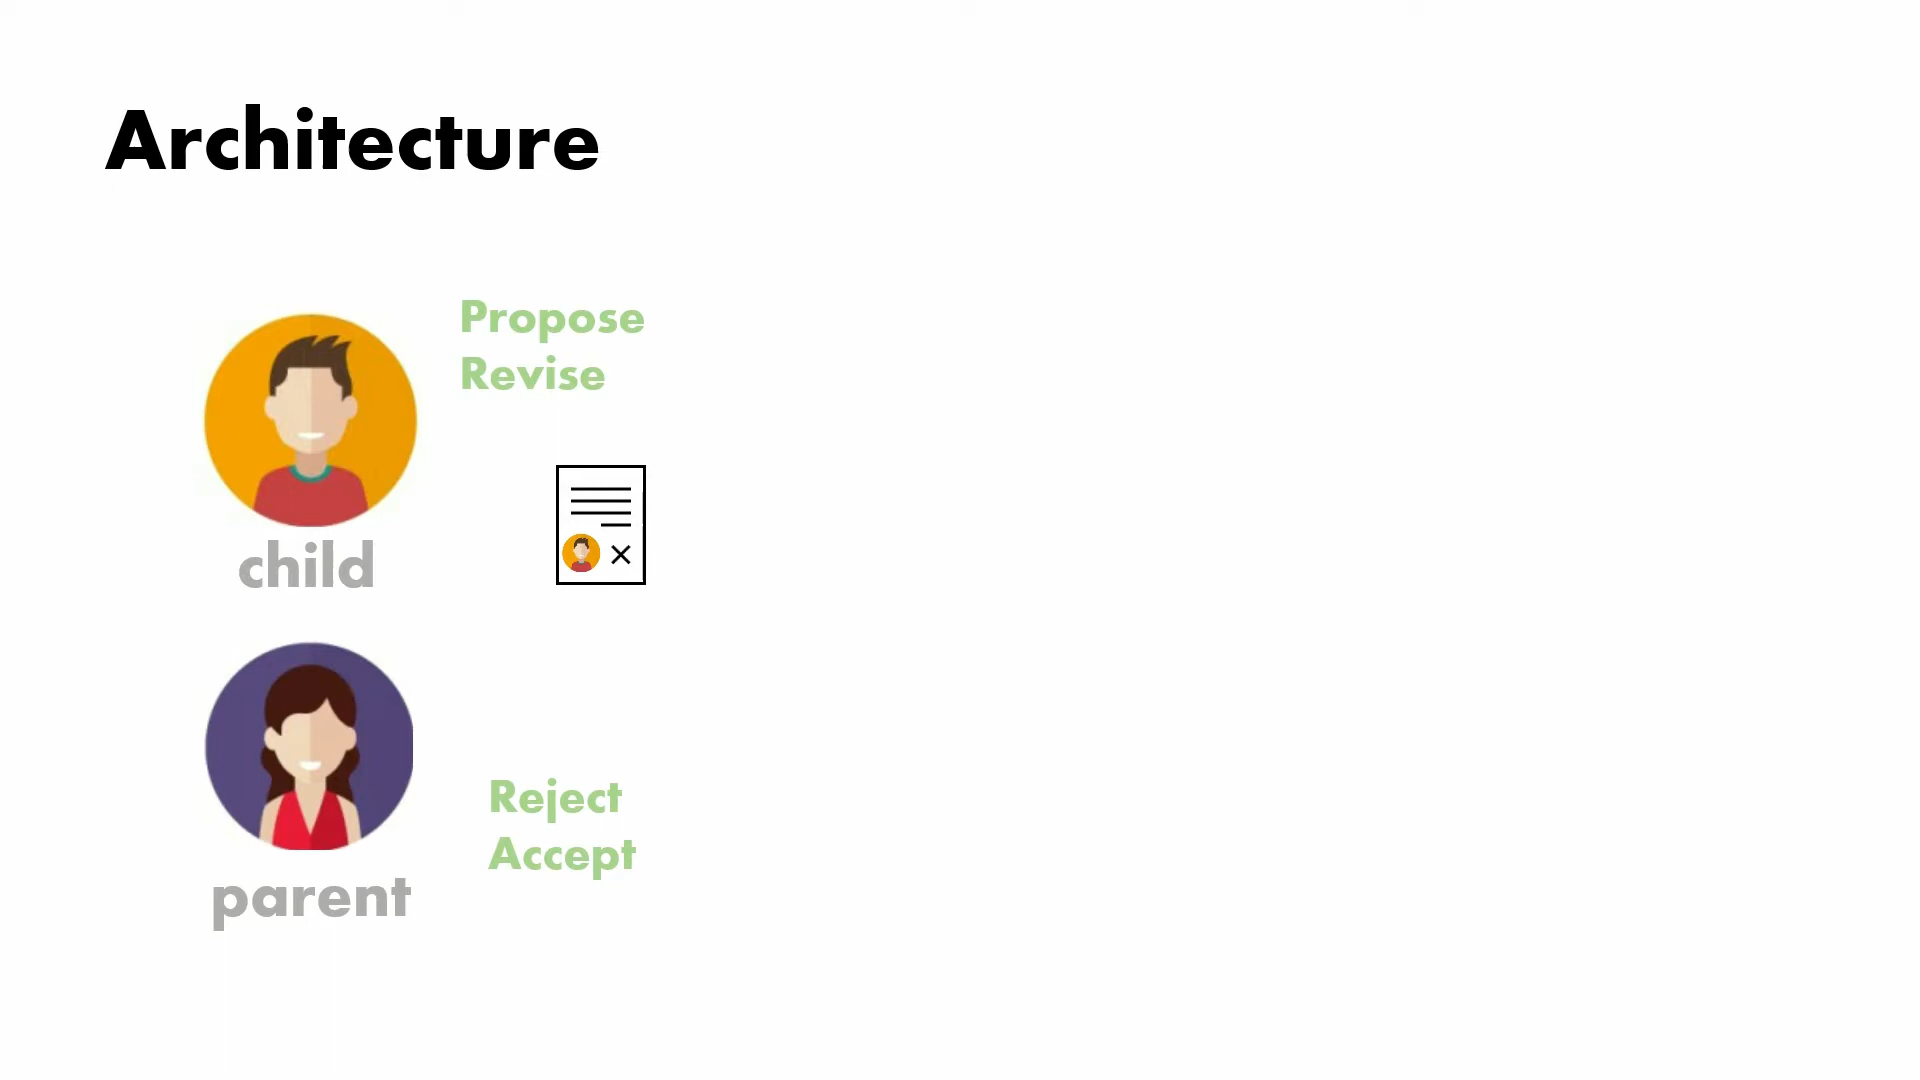 Architecture
Propose
Revise
child
Reject
Accept
parent